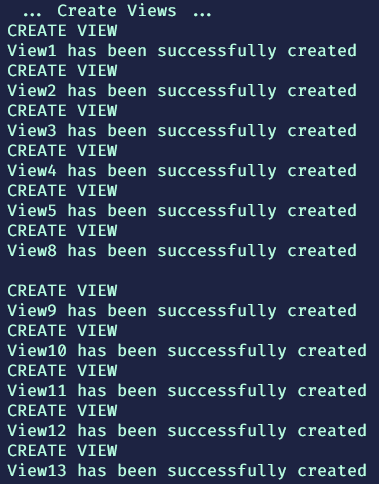 ... Create Views ...
CREATE VIEW
View1 has been successfully created
CREATE VIEW
View2 has been successfully created
CREATE VIEW
View3 has been successfully created
CREATE VIEW
View4 has been successfully created
CREATE VIEW
View5 has been successfully created
CREATE VIEW
View8 has been successfully created
CREATE VIEW
View9 has been successfully created
CREATE VIEW
View10 has been successfully created
CREATE VIEW
View11 has been successfully created
CREATE VIEW
View12 has been successfully created
CREATE VIEW
View13 has been successfully created